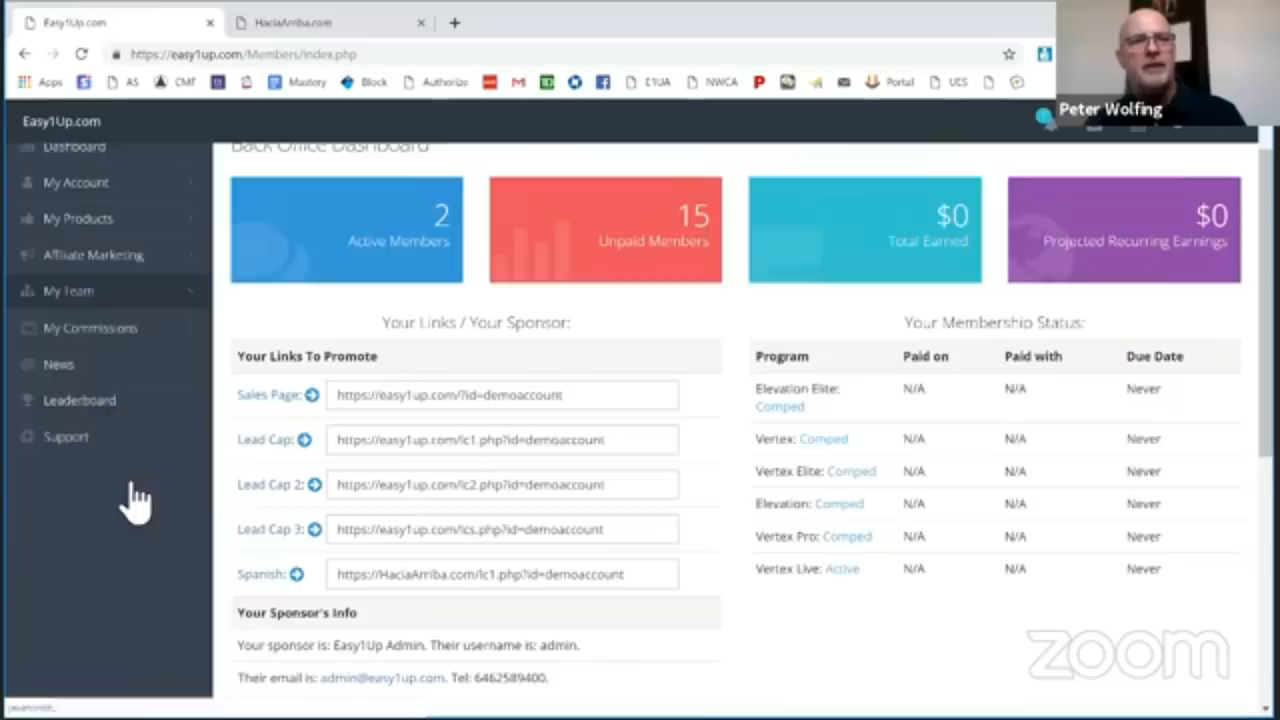 Easy1Up.com
HaciaArriba.com
https://easy1up.com/Members/index.php
Apps
AS
CMT
Mastory
Block
Authorize
E1UA
NWCA
Portal
UCS
Peter Wolfing
Easy1Up.com
Dashboard
My Account
My Products
Affiliate Marketing
My Team
My Commissions
News
Leaderboard
Support
Back Office Dashboard
2
Active Members
15
Unpaid Members
$0
Total Earned
$0
Projected Recurring Earnings
Your Links / Your Sponsor:
Your Links To Promote
Sales Page: https://easy1up.com/?id=demoaccount
Lead Cap: https://easy1up.com/lc1.php?id=demoaccount
Lead Cap 2: https://easy1up.com/lc2.php?id=demoaccount
Lead Cap 3: https://easy1up.com/lcs.php?id=demoaccount
Spanish: https://HaciaArriba.com/lc1.php?id=demoaccount
Your Sponsor's Info
Your sponsor is: Easy1Up Admin. Their username is: admin.
Their email is: admin@easy1up.com. Tel: 6462589400.
Your Membership Status:
Program Paid on Paid with Due Date
Elevation Elite: N/A N/A Never
Comped
Vertex: Comped N/A N/A Never
Vertex Elite: Comped N/A N/A Never
Elevation: Comped N/A N/A Never
Vertex Pro: Comped N/A N/A Never
Vertex Live: Active N/A N/A Never
zoom